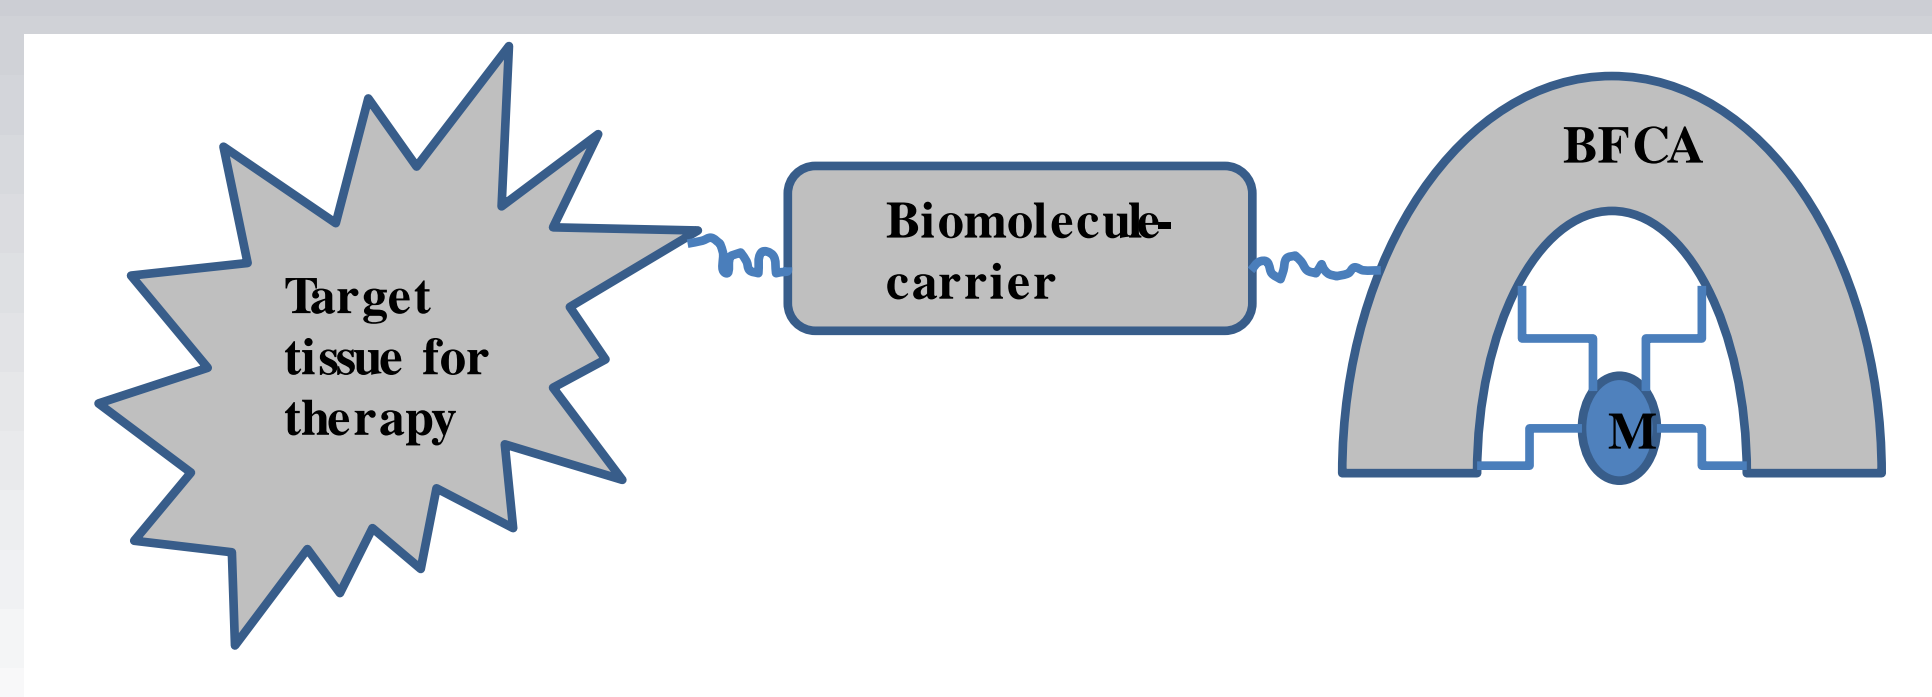 Target
tissue for
therapy
Biomolecule-
carrier
BFCA
M